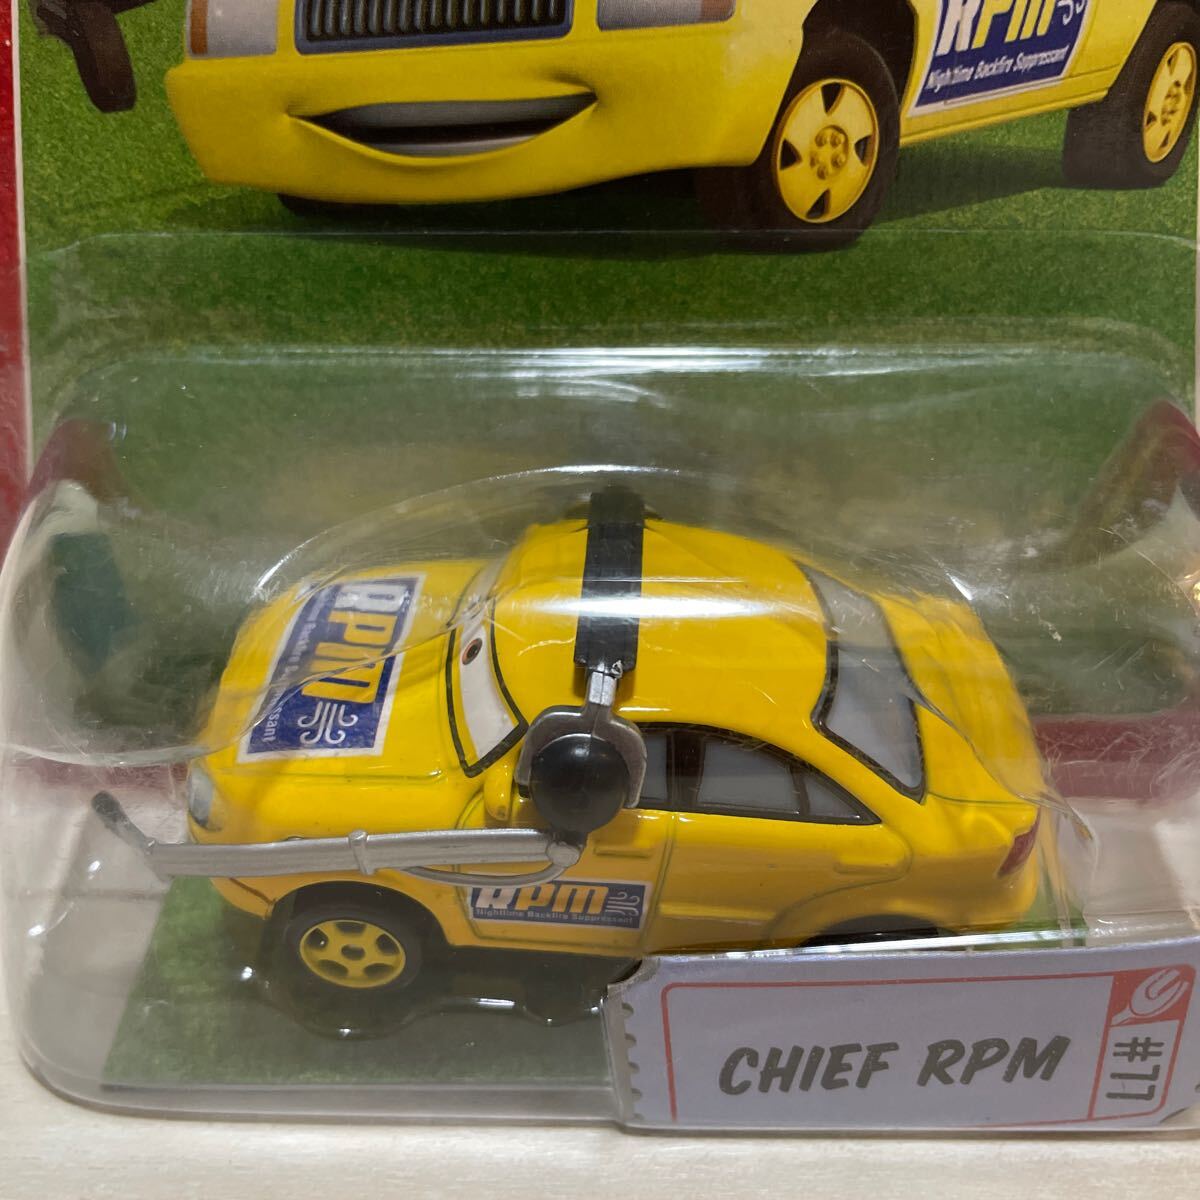 RPM
Nighttime Backfire Suppressant
RPM
RPM
Nighttime Backfire Suppressant
CHIEF RPM
#77